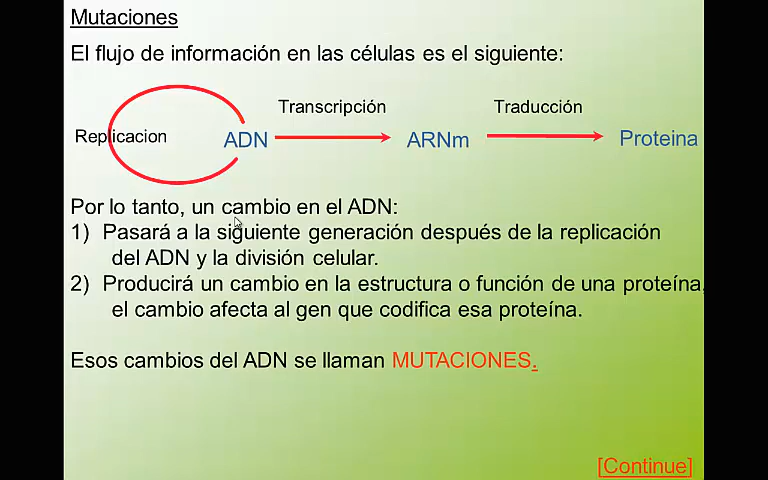 Mutaciones
El flujo de información en las células es el siguiente:
Transcripción Traducción
Replicacion ADN ARNm Proteina
Por lo tanto, un cambio en el ADN:
1) Pasará a la siguiente generación después de la replicación
del ADN y la división celular.
2) Producirá un cambio en la estructura o función de una proteína,
el cambio afecta al gen que codifica esa proteína.
Esos cambios del ADN se llaman MUTACIONES.
[Continue]